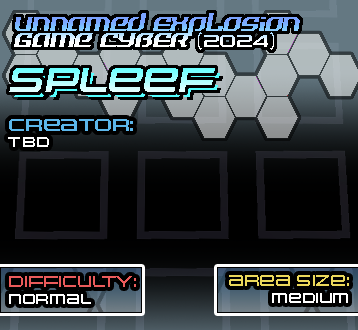 Unnamed Explosion
Game Cyber (2024)
Spleef
Creator:
TBD
Difficulty:
Normal
Area Size:
Medium